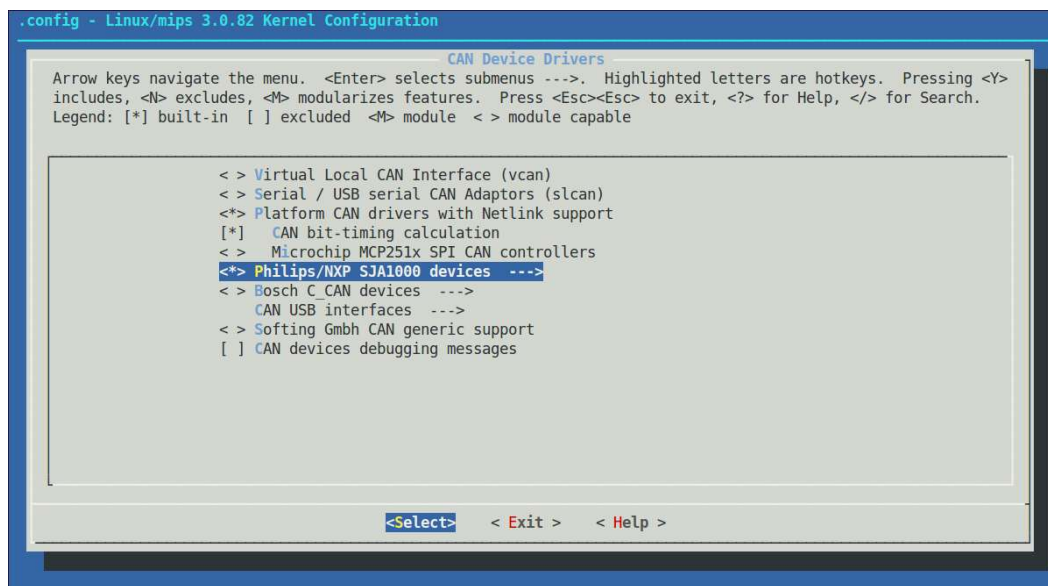 .config - Linux/mips 3.0.82 Kernel Configuration
CAN Device Drivers
Arrow keys navigate the menu.  <Enter> selects submenus --->.  Highlighted letters are hotkeys.  Pressing <Y>
includes, <N> excludes, <M> modularizes features.  Press <Esc><Esc> to exit, <?> for Help, </> for Search.
Legend: [*] built-in  [ ] excluded  <M> module  < > module capable
< > Virtual Local CAN Interface (vcan)
< > Serial / USB serial CAN Adaptors (slcan)
<*> Platform CAN drivers with Netlink support
[*]   CAN bit-timing calculation
< >   Microchip MCP251x SPI CAN controllers
<*> Philips/NXP SJA1000 devices  --->
< > Bosch C_CAN devices  --->
CAN USB interfaces  --->
< > Softing Gmbh CAN generic support
[ ] CAN devices debugging messages
<Select>    < Exit >    < Help >